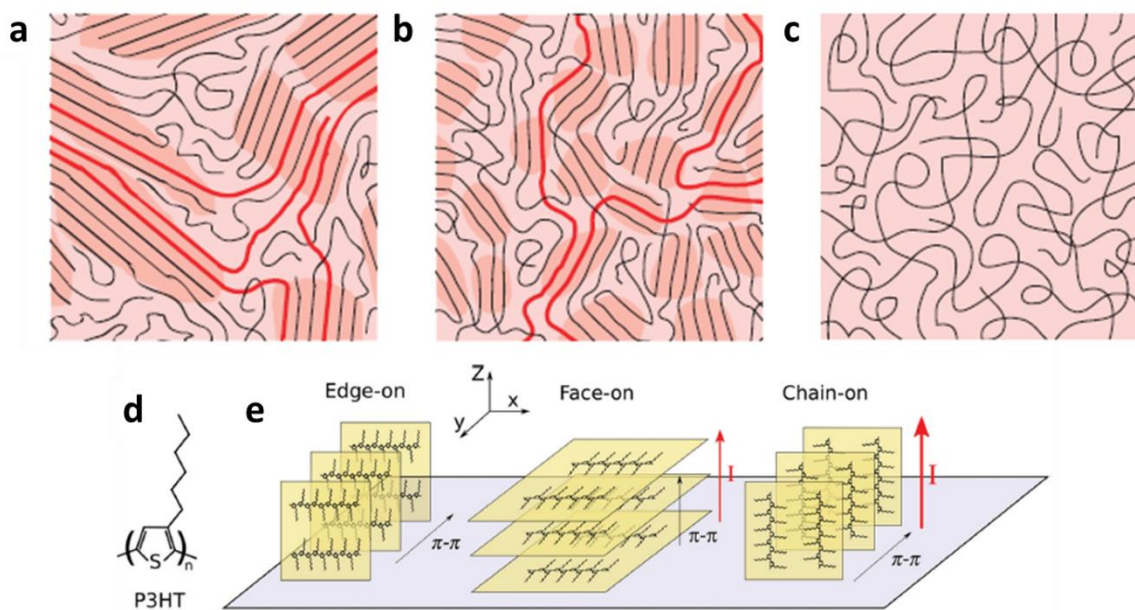 a
b
c
d
e
Edge-on
Z
x
y
Face-on
Chain-on
I
I
π-π
π-π
π-π
S
n
P3HT